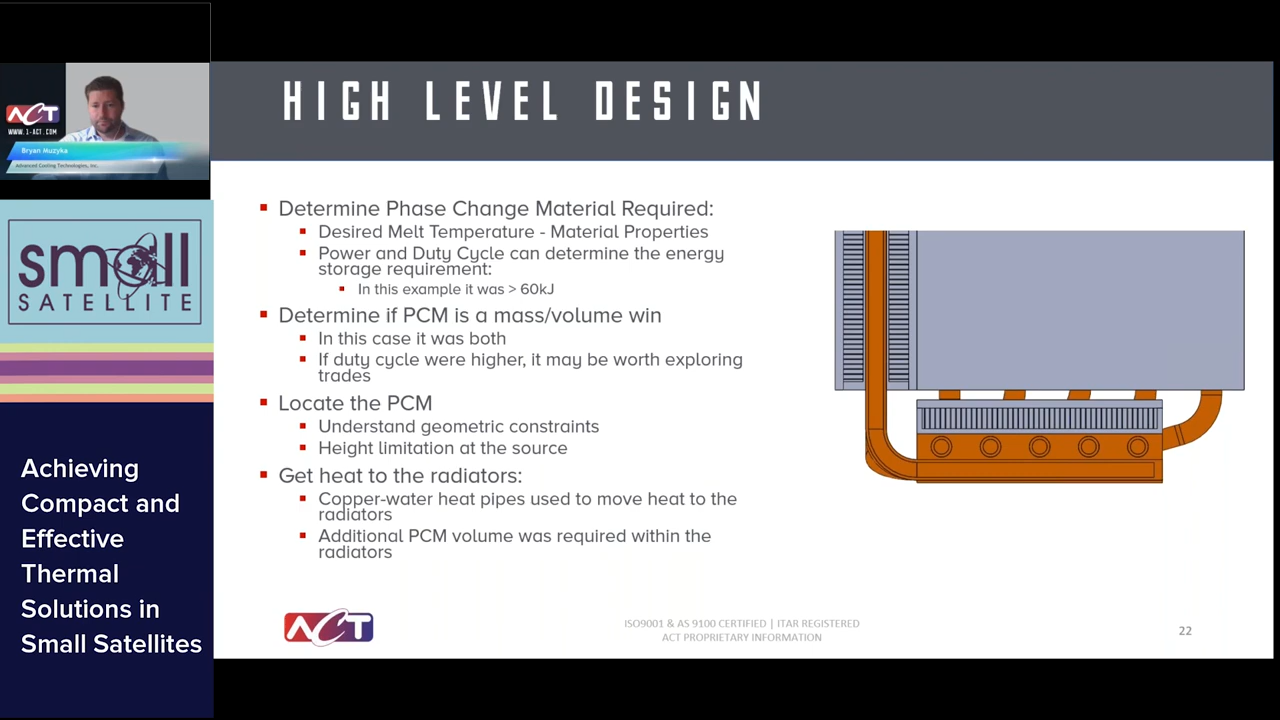 ACT
WWW.1-ACT.COM
Bryan Muzyka
Advanced Cooling Technologies, Inc.
small
SATELLITE
Achieving
Compact and
Effective
Thermal
Solutions in
Small Satellites
HIGH LEVEL DESIGN
▪ Determine Phase Change Material Required:
▪ Desired Melt Temperature - Material Properties
▪ Power and Duty Cycle can determine the energy
storage requirement:
▪ In this example it was > 60kJ
▪ Determine if PCM is a mass/volume win
▪ In this case it was both
▪ If duty cycle were higher, it may be worth exploring
trades
▪ Locate the PCM
▪ Understand geometric constraints
▪ Height limitation at the source
▪ Get heat to the radiators:
▪ Copper-water heat pipes used to move heat to the
radiators
▪ Additional PCM volume was required within the
radiators
ACT
ISO9001 & AS 9100 CERTIFIED | ITAR REGISTERED
ACT PROPRIETARY INFORMATION
22